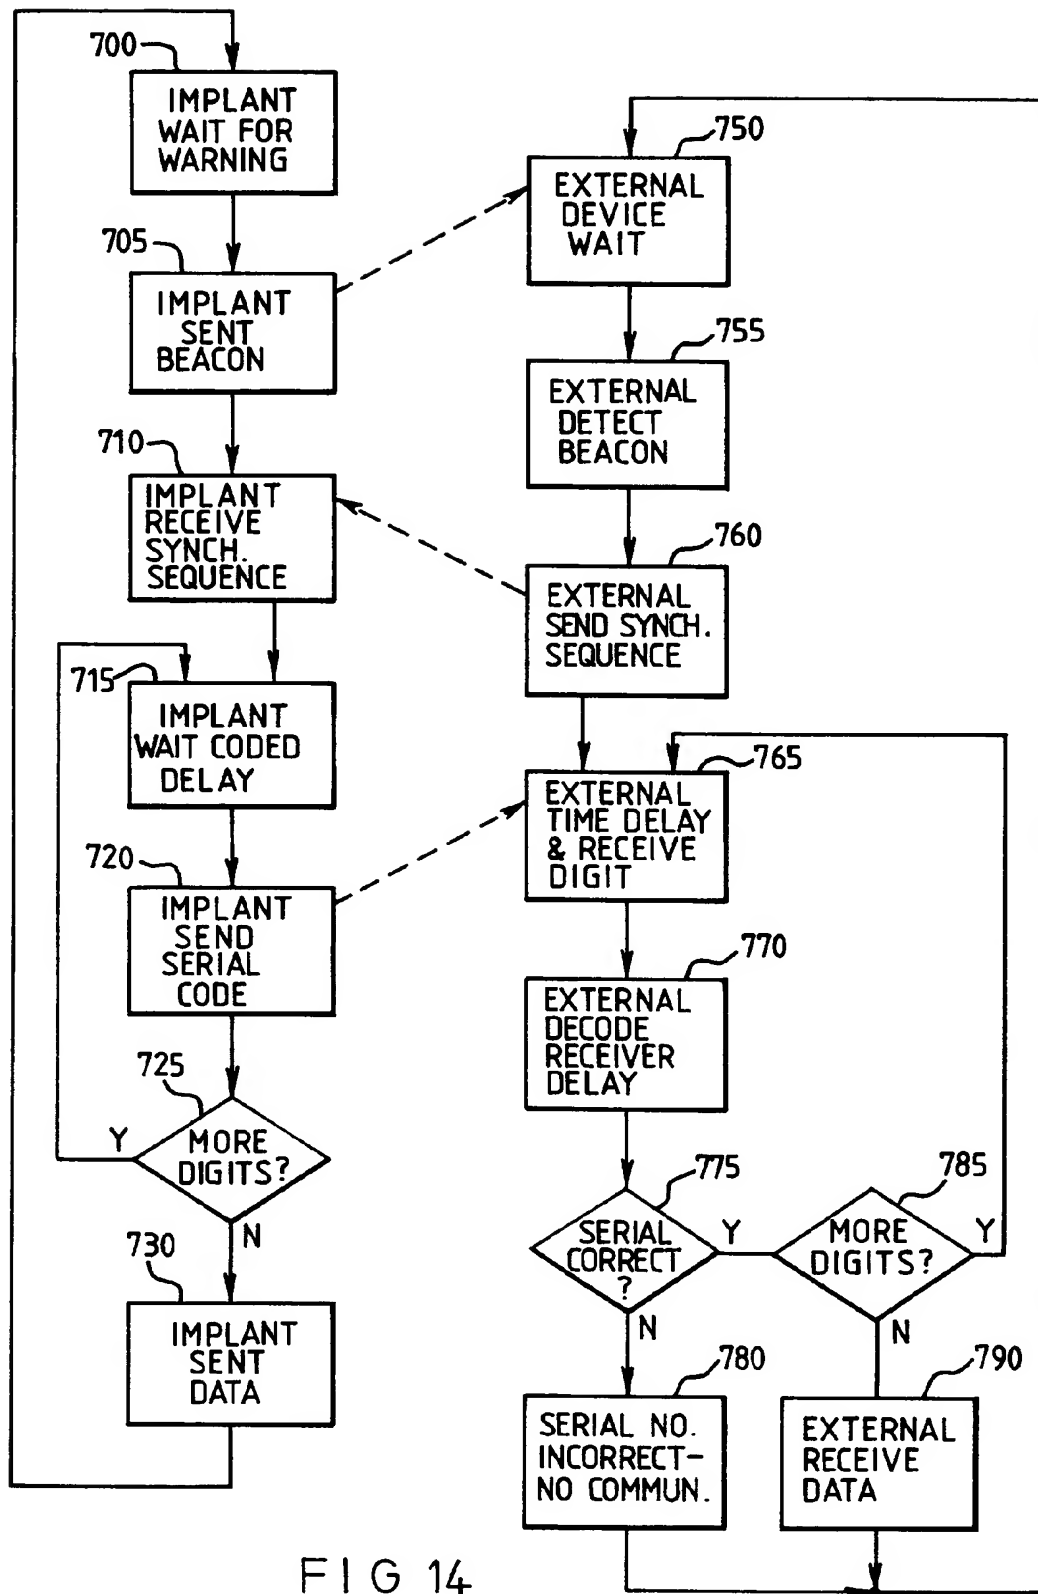 700
IMPLANT
WAIT FOR
WARNING
705
IMPLANT
SENT
BEACON
710
IMPLANT
RECEIVE
SYNCH.
SEQUENCE
715
IMPLANT
WAIT CODED
DELAY
720
IMPLANT
SEND
SERIAL
CODE
725
Y
MORE
DIGITS?
N
730
IMPLANT
SENT
DATA
750
EXTERNAL
DEVICE
WAIT
755
EXTERNAL
DETECT
BEACON
760
EXTERNAL
SEND SYNCH.
SEQUENCE
765
EXTERNAL
TIME DELAY
& RECEIVE
DIGIT
770
EXTERNAL
DECODE
RECEIVER
DELAY
775
SERIAL
CORRECT
?
Y
N
785
MORE
DIGITS?
Y
N
780
SERIAL NO.
INCORRECT-
NO COMMUN.
790
EXTERNAL
RECEIVE
DATA
FIG 14